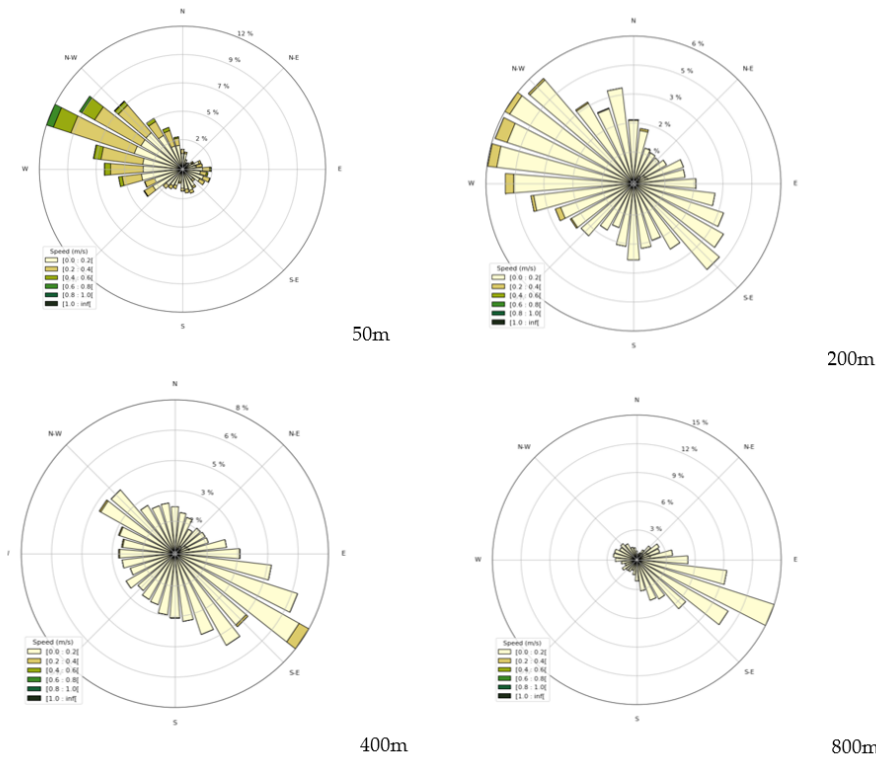 N
12 %
N-W
N-E
9 %
7 %
5 %
2 %
W
E
Speed (m/s)
[0.0 : 0.2[
[0.2 : 0.4[
[0.4 : 0.6[
[0.6 : 0.8[
[0.8 : 1.0[
[1.0 : inf[
S-E
S
50m
N
6 %
N-W
N-E
5 %
3 %
2 %
W
E
Speed (m/s)
[0.0 : 0.2[
[0.2 : 0.4[
[0.4 : 0.6[
[0.6 : 0.8[
[0.8 : 1.0[
[1.0 : inf[
S-E
S
200m
N
8 %
N-W
N-E
6 %
5 %
3 %
E
Speed (m/s)
[0.0 : 0.2[
[0.2 : 0.4[
[0.4 : 0.6[
[0.6 : 0.8[
[0.8 : 1.0[
[1.0 : inf[
S-E
S
400m
N
15 %
N-W
N-E
12 %
9 %
6 %
3 %
W
E
Speed (m/s)
[0.0 : 0.2[
[0.2 : 0.4[
[0.4 : 0.6[
[0.6 : 0.8[
[0.8 : 1.0[
[1.0 : inf[
S-E
S
800m